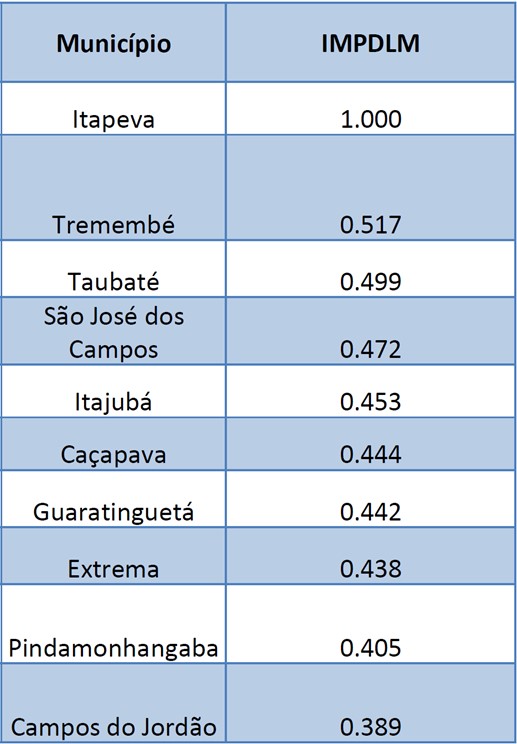 Município IMPDLM
Itapeva 1.000
Tremembé 0.517
Taubaté 0.499
São José dos
Campos 0.472
Itajubá 0.453
Caçapava 0.444
Guaratinguetá 0.442
Extrema 0.438
Pindamonhangaba 0.405
Campos do Jordão 0.389